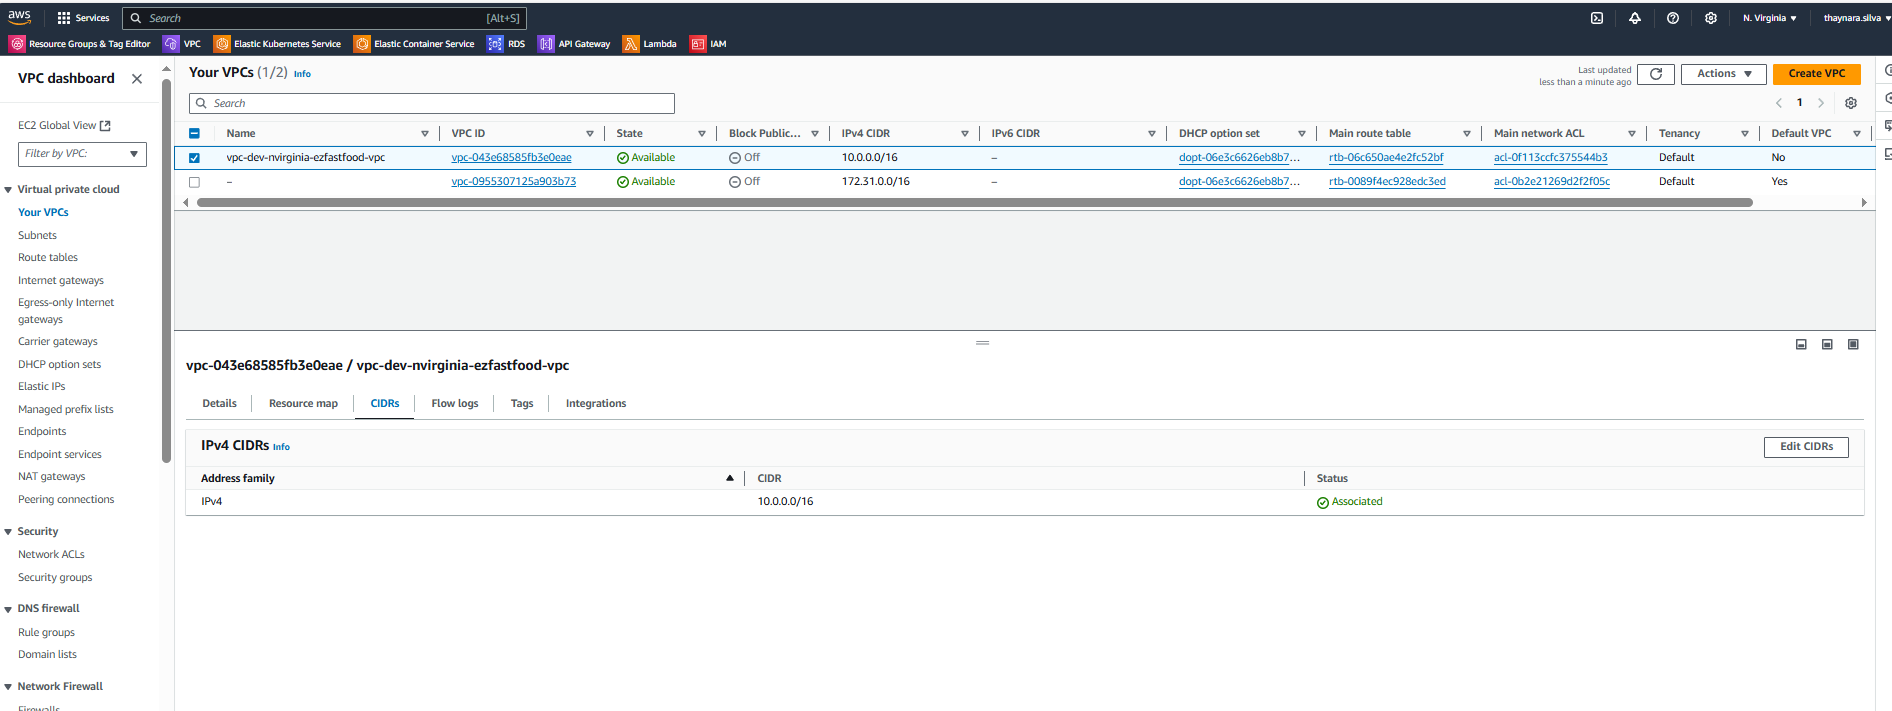 aws Services Search [Alt+S] N. Virginia thaynara.silva
Resource Groups & Tag Editor VPC Elastic Kubernetes Service Elastic Container Service RDS API Gateway Lambda IAM
VPC dashboard
EC2 Global View
Filter by VPC:
Virtual private cloud
Your VPCs
Subnets
Route tables
Internet gateways
Egress-only Internet
gateways
Carrier gateways
DHCP option sets
Elastic IPs
Managed prefix lists
Endpoints
Endpoint services
NAT gateways
Peering connections
Security
Network ACLs
Security groups
DNS firewall
Rule groups
Domain lists
Network Firewall
Firewalls
Your VPCs (1/2) Info
Last updated
less than a minute ago
Actions
Create VPC
Search
1
Name VPC ID State Block Public... IPv4 CIDR IPv6 CIDR DHCP option set Main route table Main network ACL Tenancy Default VPC
vpc-dev-nvirginia-ezfastfood-vpc vpc-043e68585fb3e0eae Available Off 10.0.0.0/16 – dopt-06e3c6626eb8b7... rtb-06c650ae4e2fc52bf acl-0f113ccfc375544b3 Default No
– vpc-0955307125a903b73 Available Off 172.31.0.0/16 – dopt-06e3c6626eb8b7... rtb-0089f4ec928edc3ed acl-0b2e21269d2f2f05c Default Yes
vpc-043e68585fb3e0eae / vpc-dev-nvirginia-ezfastfood-vpc
Details Resource map CIDRs Flow logs Tags Integrations
IPv4 CIDRs Info
Edit CIDRs
Address family CIDR Status
IPv4 10.0.0.0/16 Associated